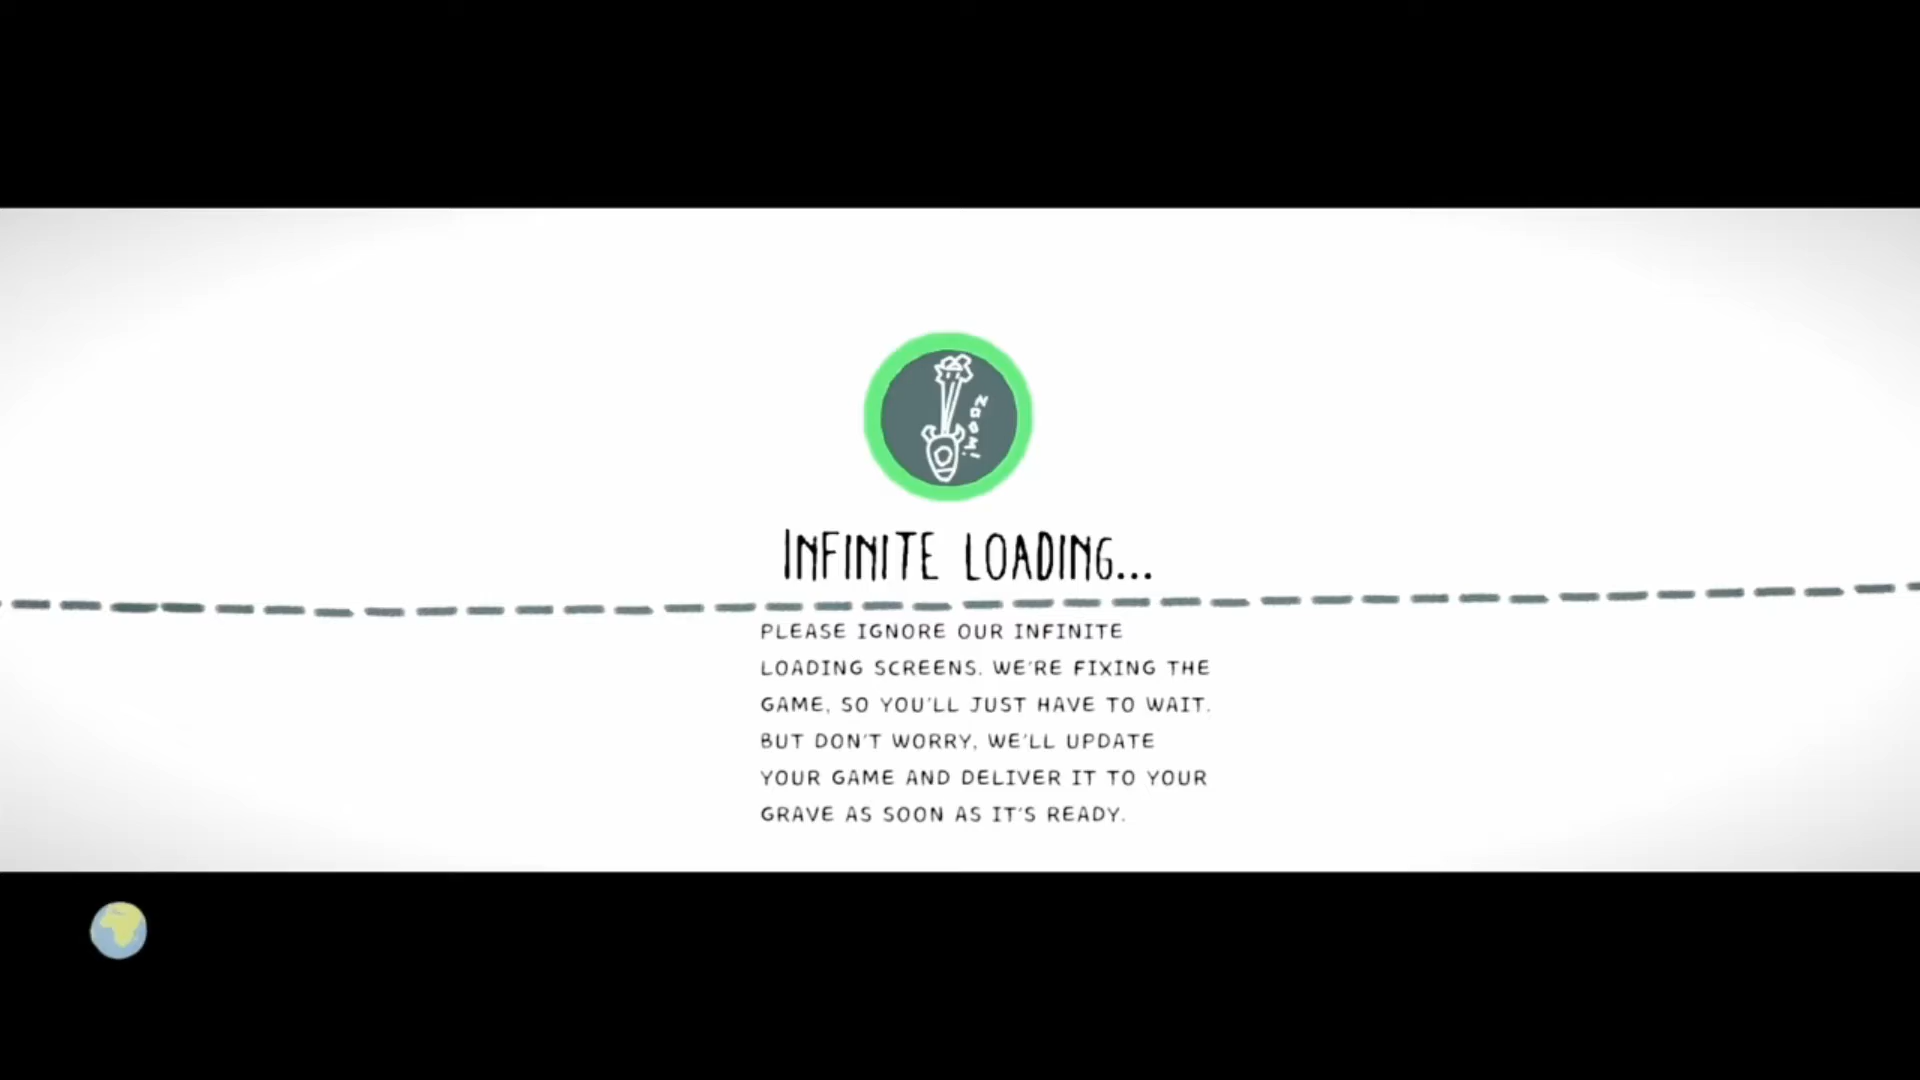 ZOOM!
INFINITE LOADING...
PLEASE IGNORE OUR INFINITE
LOADING SCREENS. WE'RE FIXING THE
GAME, SO YOU'LL JUST HAVE TO WAIT.
BUT DON'T WORRY, WE'LL UPDATE
YOUR GAME AND DELIVER IT TO YOUR
GRAVE AS SOON AS IT'S READY.